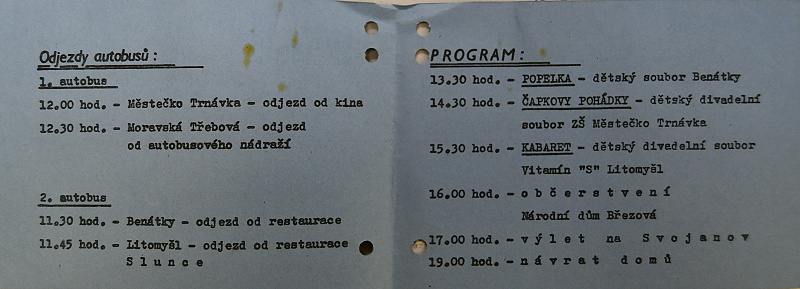 Odjezdy autobusů :
1. autobus
12.00 hod. - Městečko Trnávka - odjezd od kina
12.30 hod. - Moravská Třebová - odjezd
od autobusového nádraží
2. autobus
11.30 hod. - Benátky - odjezd od restaurace
11.45 hod. - Litomyšl - odjezd od restaurace
S l u n c e
PROGRAM :
13.30 hod. - POPELKA - dětský soubor Benátky
14.30 hod. - ČAPKOVY POHÁDKY - dětský divadelní
soubor ZŠ Městečko Trnávka
15.30 hod. - KABARET - dětský divedelní soubor
Vitamín "S" Litomyšl
16.00 hod. - o b č e r s t v e n í
Národní dům Březová
17.00 hod. - v ý l e t  na  S v o j a n o v
19.00 hod. - n á v r a t  d o m ů